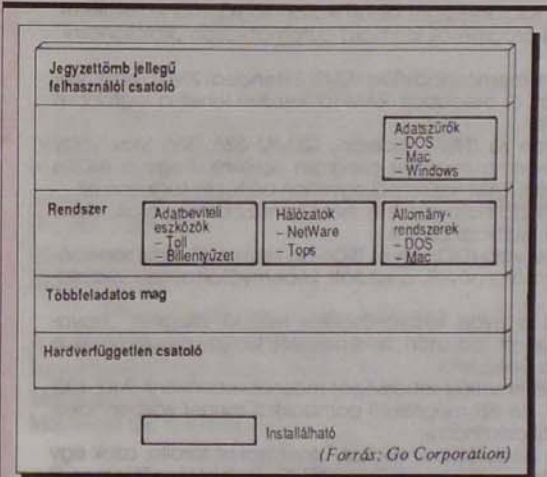 Jegyzettömb jellegű
felhasználói csatoló
Adatszűrők
– DOS
– Mac
– Windows
Rendszer
Adatbeviteli
eszközök
– Toll
– Billentyűzet
Hálózatok
– NetWare
– Tops
Állomány-
rendszerek
– DOS
– Mac
Többfeladatos mag
Hardverfüggetlen csatoló
Installálható
(Forrás: Go Corporation)